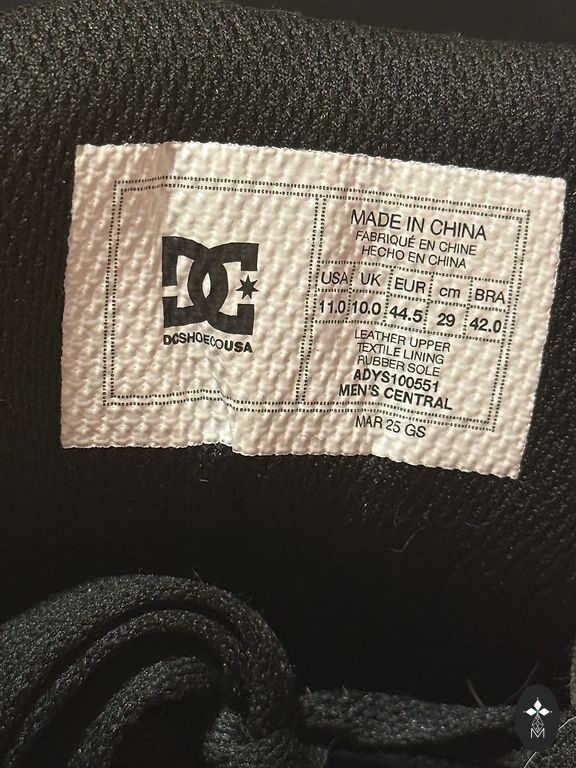 DC
DCSHOECOUSA
MADE IN CHINA
FABRIQUÉ EN CHINE
HECHO EN CHINA
USA UK EUR cm BRA
11.0 10.0 44.5 29 42.0
LEATHER UPPER
TEXTILE LINING
RUBBER SOLE
ADYS100551
MEN'S CENTRAL
MAR 25 GS
M